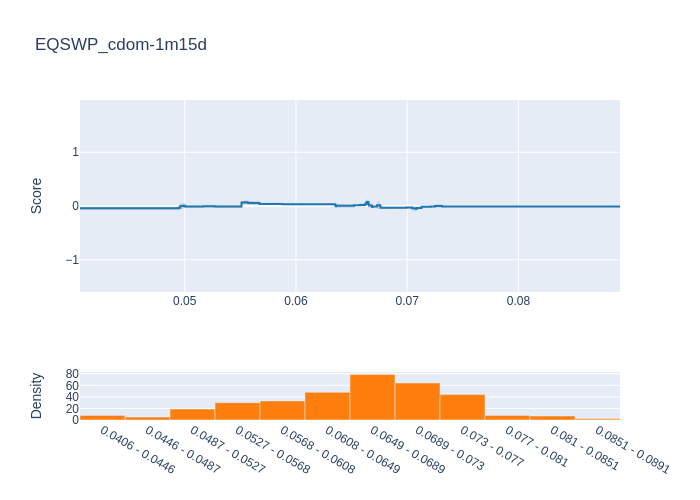 EQSWP_cdom-1m15d
Score
1
0
−1
0.05
0.06
0.07
0.08
Density
80
60
40
20
0
0.0406 - 0.0446
0.0446 - 0.0487
0.0487 - 0.0527
0.0527 - 0.0568
0.0568 - 0.0608
0.0608 - 0.0649
0.0649 - 0.0689
0.0689 - 0.073
0.073 - 0.077
0.077 - 0.081
0.081 - 0.0851
0.0851 - 0.0891